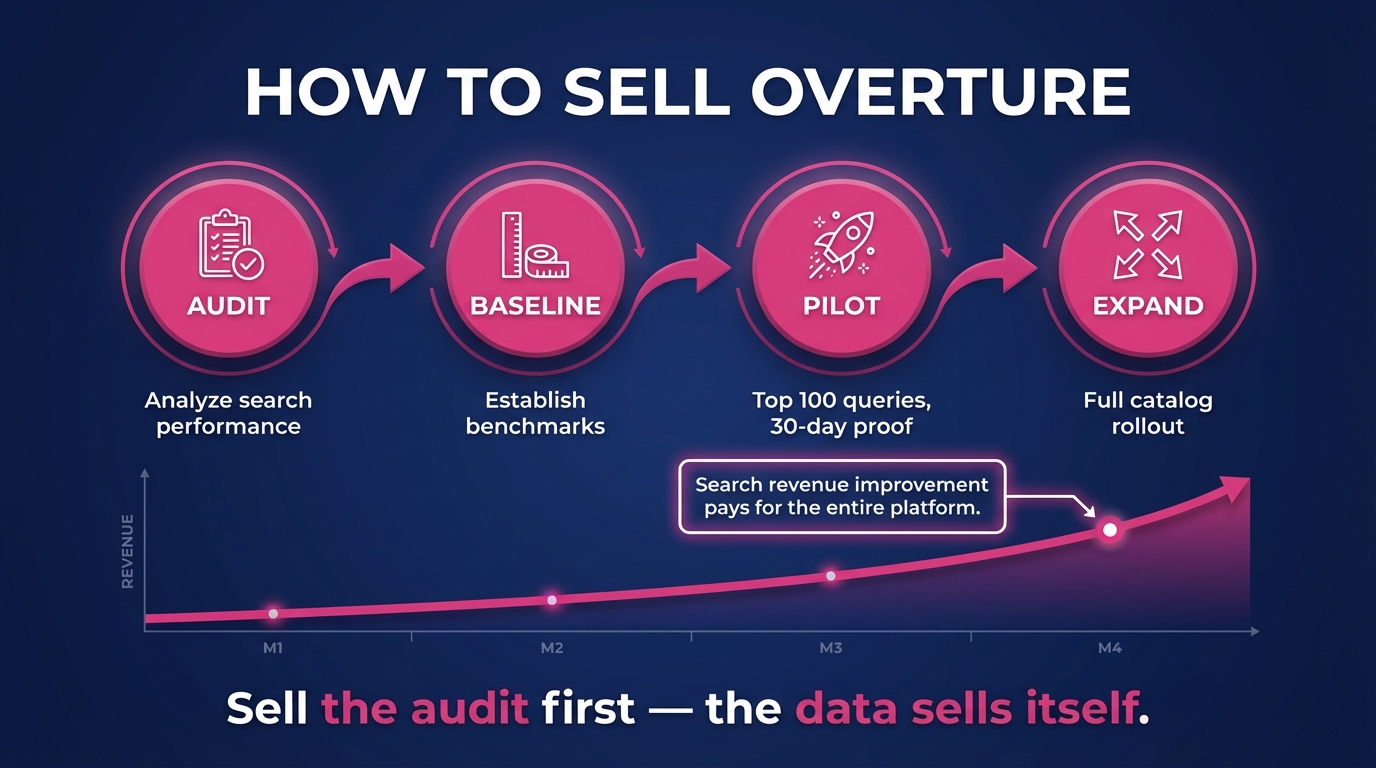 HOW TO SELL OVERTURE
AUDIT
BASELINE
PILOT
EXPAND
Analyze search
performance
Establish
benchmarks
Top 100 queries,
30-day proof
Full catalog
rollout
Search revenue improvement
pays for the entire platform.
REVENUE
M1
M2
M3
M4
Sell the audit first — the data sells itself.